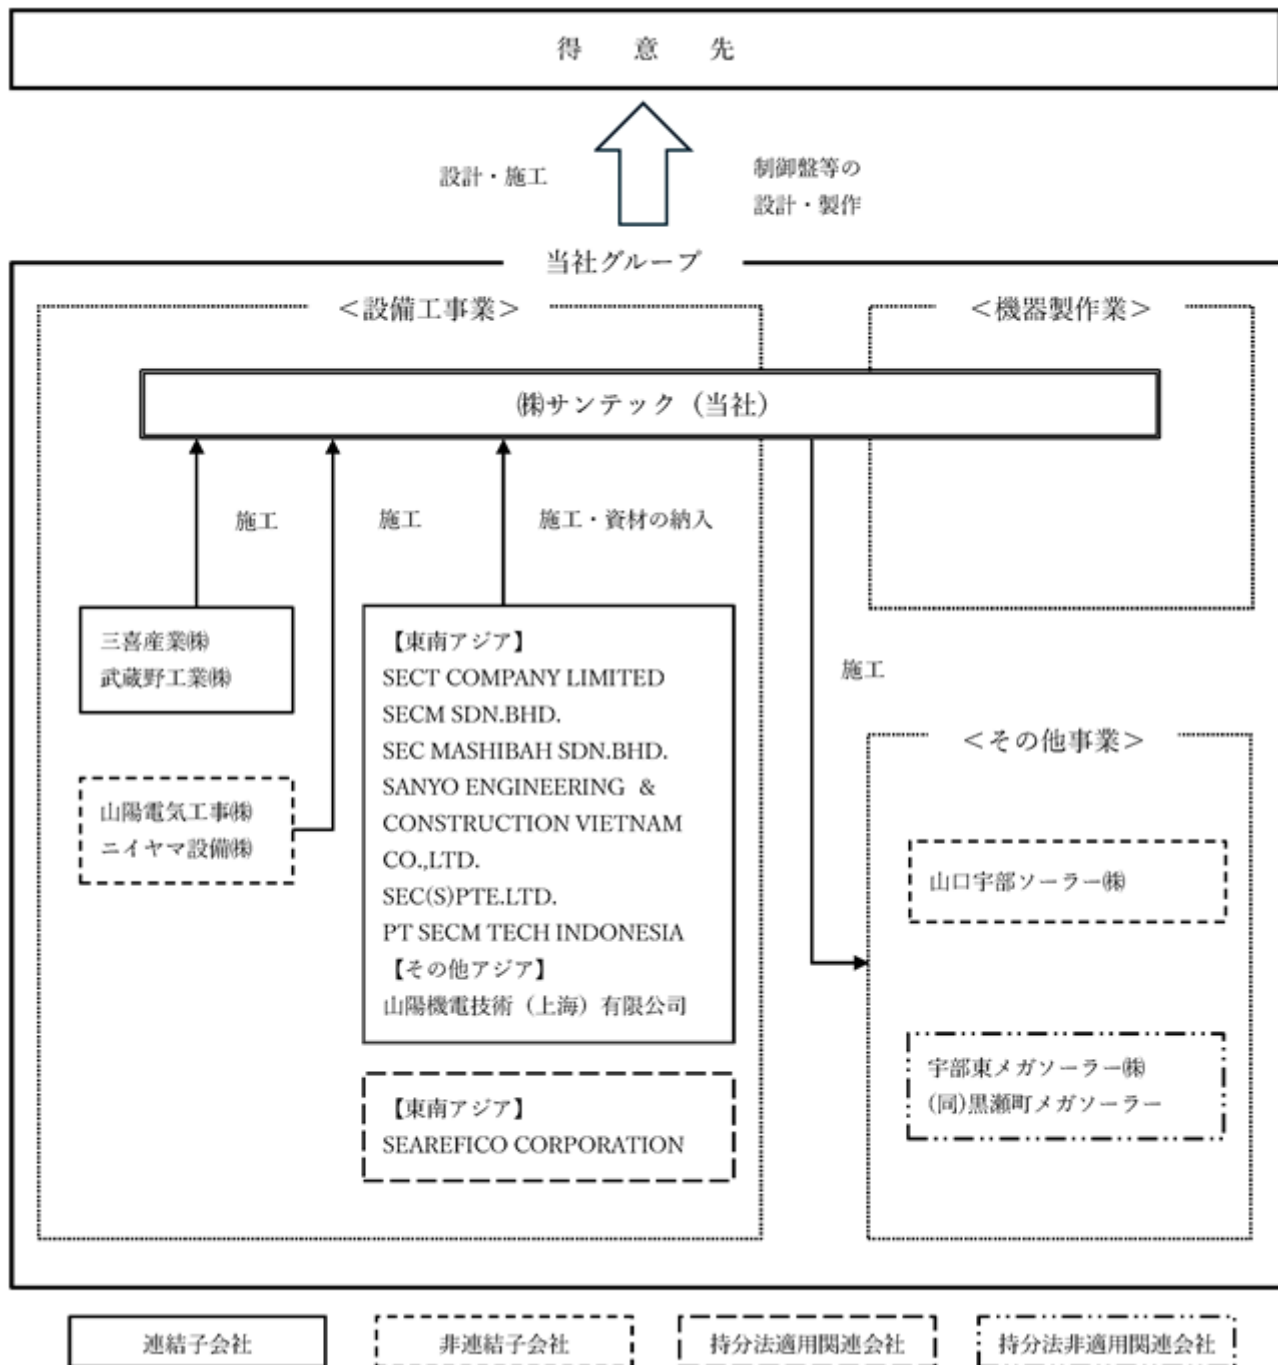 得 意 先
設計・施工
制御盤等の
設計・製作
当社グループ
＜設備工事業＞
＜機器製作業＞
㈱サンテック（当社）
施工
施工
施工・資材の納入
三喜産業㈱
武蔵野工業㈱
山陽電気工事㈱
ニイヤマ設備㈱
【東南アジア】
SECT COMPANY LIMITED
SECM SDN.BHD.
SEC MASHIBAH SDN.BHD.
SANYO ENGINEERING ＆
CONSTRUCTION VIETNAM
CO.,LTD.
SEC(S)PTE.LTD.
PT SECM TECH INDONESIA
【その他アジア】
山陽機電技術（上海）有限公司
【東南アジア】
SEAREFICO CORPORATION
施工
＜その他事業＞
山口宇部ソーラー㈱
宇部東メガソーラー㈱
(同)黒瀬町メガソーラー
連結子会社
非連結子会社
持分法適用関連会社
持分法非適用関連会社